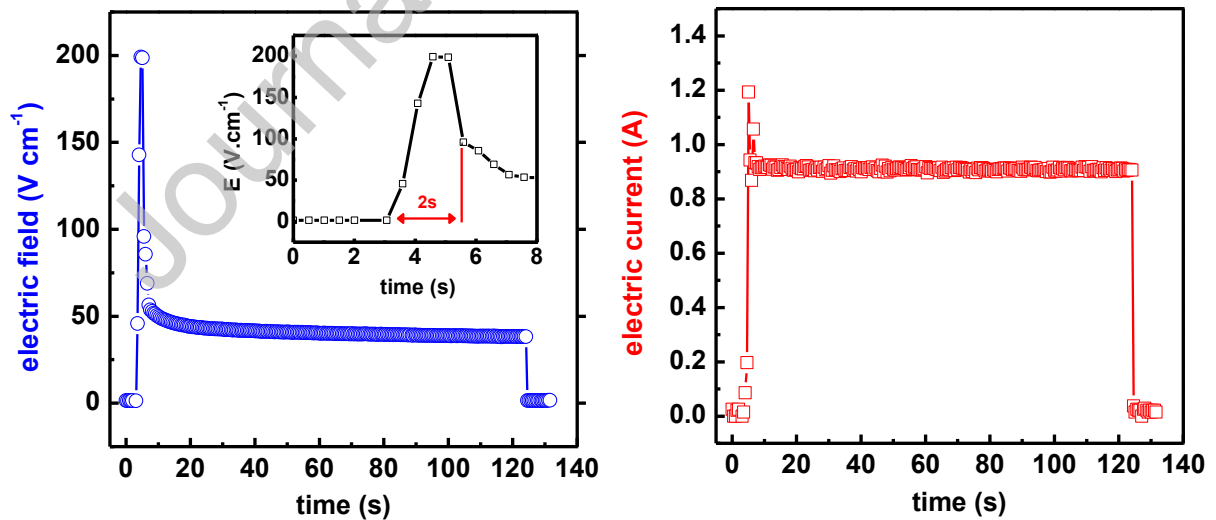 Journa
electric field (V cm⁻¹)
200
150
100
50
0
0 20 40 60 80 100 120 140
time (s)
E (V.cm⁻¹)
200
150
100
50
0
2s
0 2 4 6 8
time (s)
electric current (A)
1.4
1.2
1.0
0.8
0.6
0.4
0.2
0.0
0 20 40 60 80 100 120 140
time (s)